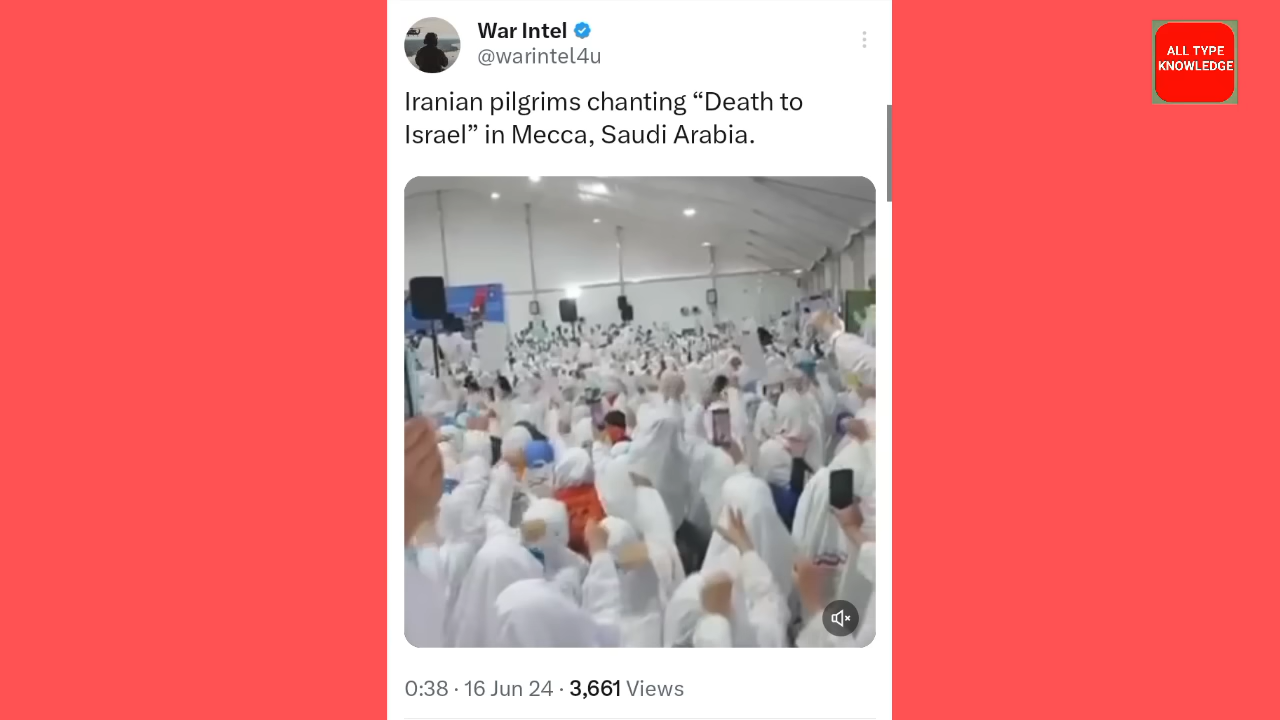 War Intel
@warintel4u
Iranian pilgrims chanting “Death to
Israel” in Mecca, Saudi Arabia.
0:38 · 16 Jun 24 · 3,661 Views
ALL TYPE
KNOWLEDGE